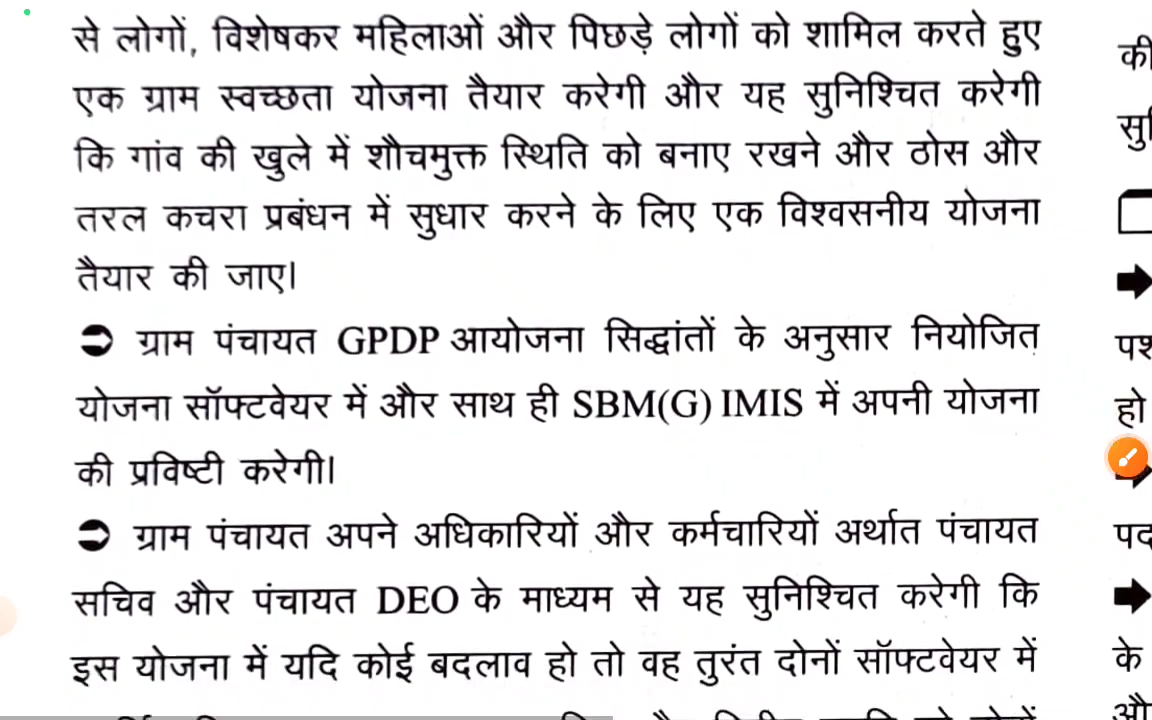 से लोगों, विशेषकर महिलाओं और पिछड़े लोगों को शामिल करते हुए
एक ग्राम स्वच्छता योजना तैयार करेगी और यह सुनिश्चित करेगी
कि गांव की खुले में शौचमुक्त स्थिति को बनाए रखने और ठोस और
तरल कचरा प्रबंधन में सुधार करने के लिए एक विश्वसनीय योजना
तैयार की जाए।
➲ ग्राम पंचायत GPDP आयोजना सिद्धांतों के अनुसार नियोजित
योजना सॉफ्टवेयर में और साथ ही SBM(G) IMIS में अपनी योजना
की प्रविष्टी करेगी।
➲ ग्राम पंचायत अपने अधिकारियों और कर्मचारियों अर्थात पंचायत
सचिव और पंचायत DEO के माध्यम से यह सुनिश्चित करेगी कि
इस योजना में यदि कोई बदलाव हो तो वह तुरंत दोनों सॉफ्टवेयर में
की
हो
के